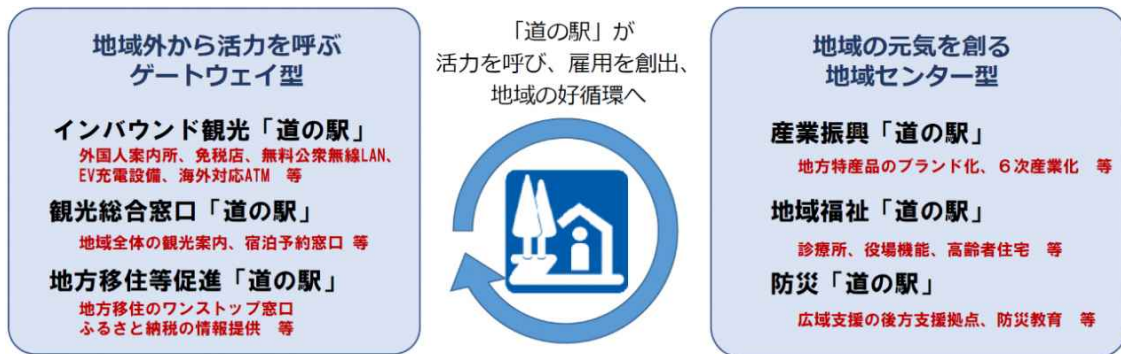 地域外から活力を呼ぶ
ゲートウェイ型
インバウンド観光「道の駅」
外国人案内所、免税店、無料公衆無線LAN、
EV充電設備、海外対応ATM 等
観光総合窓口「道の駅」
地域全体の観光案内、宿泊予約窓口 等
地方移住等促進「道の駅」
地方移住のワンストップ窓口
ふるさと納税の情報提供 等
「道の駅」が
活力を呼び、雇用を創出、
地域の好循環へ
地域の元気を創る
地域センター型
産業振興「道の駅」
地方特産品のブランド化、６次産業化 等
地域福祉「道の駅」
診療所、役場機能、高齢者住宅 等
防災「道の駅」
広域支援の後方支援拠点、防災教育 等